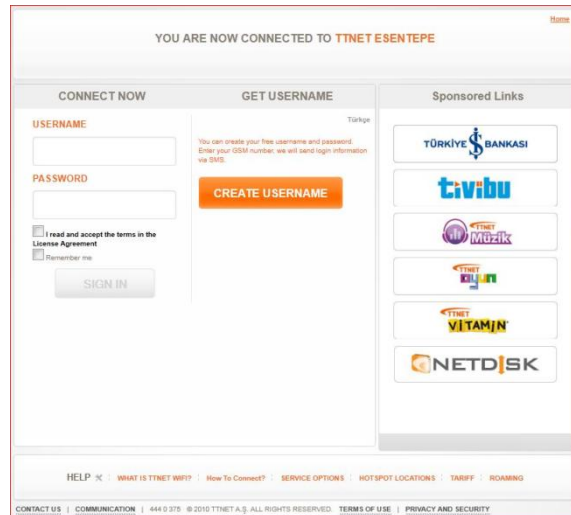 Home
YOU ARE NOW CONNECTED TO TTNET ESENTEPE
CONNECT NOW
USERNAME
PASSWORD
I read and accept the terms in the
License Agreement
Remember me
SIGN IN
GET USERNAME
Türkçe
You can create your free username and password.
Enter your GSM number, we will send login information
via SMS.
CREATE USERNAME
Sponsored Links
TÜRKİYE İŞ BANKASI
tivibu
TTNET
Müzik
TTNET
oyun
TTNET
VİTAMİN
NETDISK
HELP WHAT IS TTNET WIFI? How To Connect? SERVICE OPTIONS HOTSPOT LOCATIONS TARIFF ROAMING
CONTACT US | COMMUNICATION | 444 0 375 © 2010 TTNET A.Ş. ALL RIGHTS RESERVED. TERMS OF USE | PRIVACY AND SECURITY